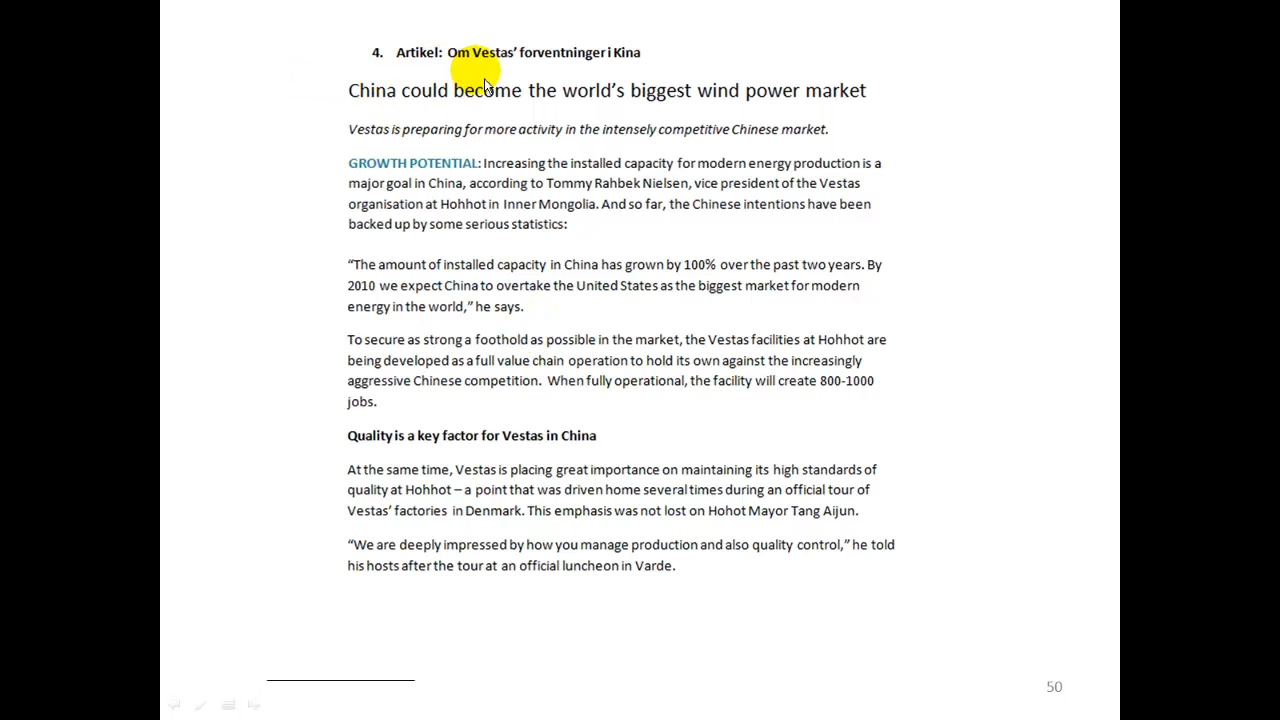 4. Artikel: Om Vestas’ forventninger i Kina
China could become the world’s biggest wind power market
Vestas is preparing for more activity in the intensely competitive Chinese market.
GROWTH POTENTIAL: Increasing the installed capacity for modern energy production is a
major goal in China, according to Tommy Rahbek Nielsen, vice president of the Vestas
organisation at Hohhot in Inner Mongolia. And so far, the Chinese intentions have been
backed up by some serious statistics:
“The amount of installed capacity in China has grown by 100% over the past two years. By
2010 we expect China to overtake the United States as the biggest market for modern
energy in the world,” he says.
To secure as strong a foothold as possible in the market, the Vestas facilities at Hohhot are
being developed as a full value chain operation to hold its own against the increasingly
aggressive Chinese competition. When fully operational, the facility will create 800-1000
jobs.
Quality is a key factor for Vestas in China
At the same time, Vestas is placing great importance on maintaining its high standards of
quality at Hohhot – a point that was driven home several times during an official tour of
Vestas’ factories in Denmark. This emphasis was not lost on Hohot Mayor Tang Aijun.
“We are deeply impressed by how you manage production and also quality control,” he told
his hosts after the tour at an official luncheon in Varde.
50